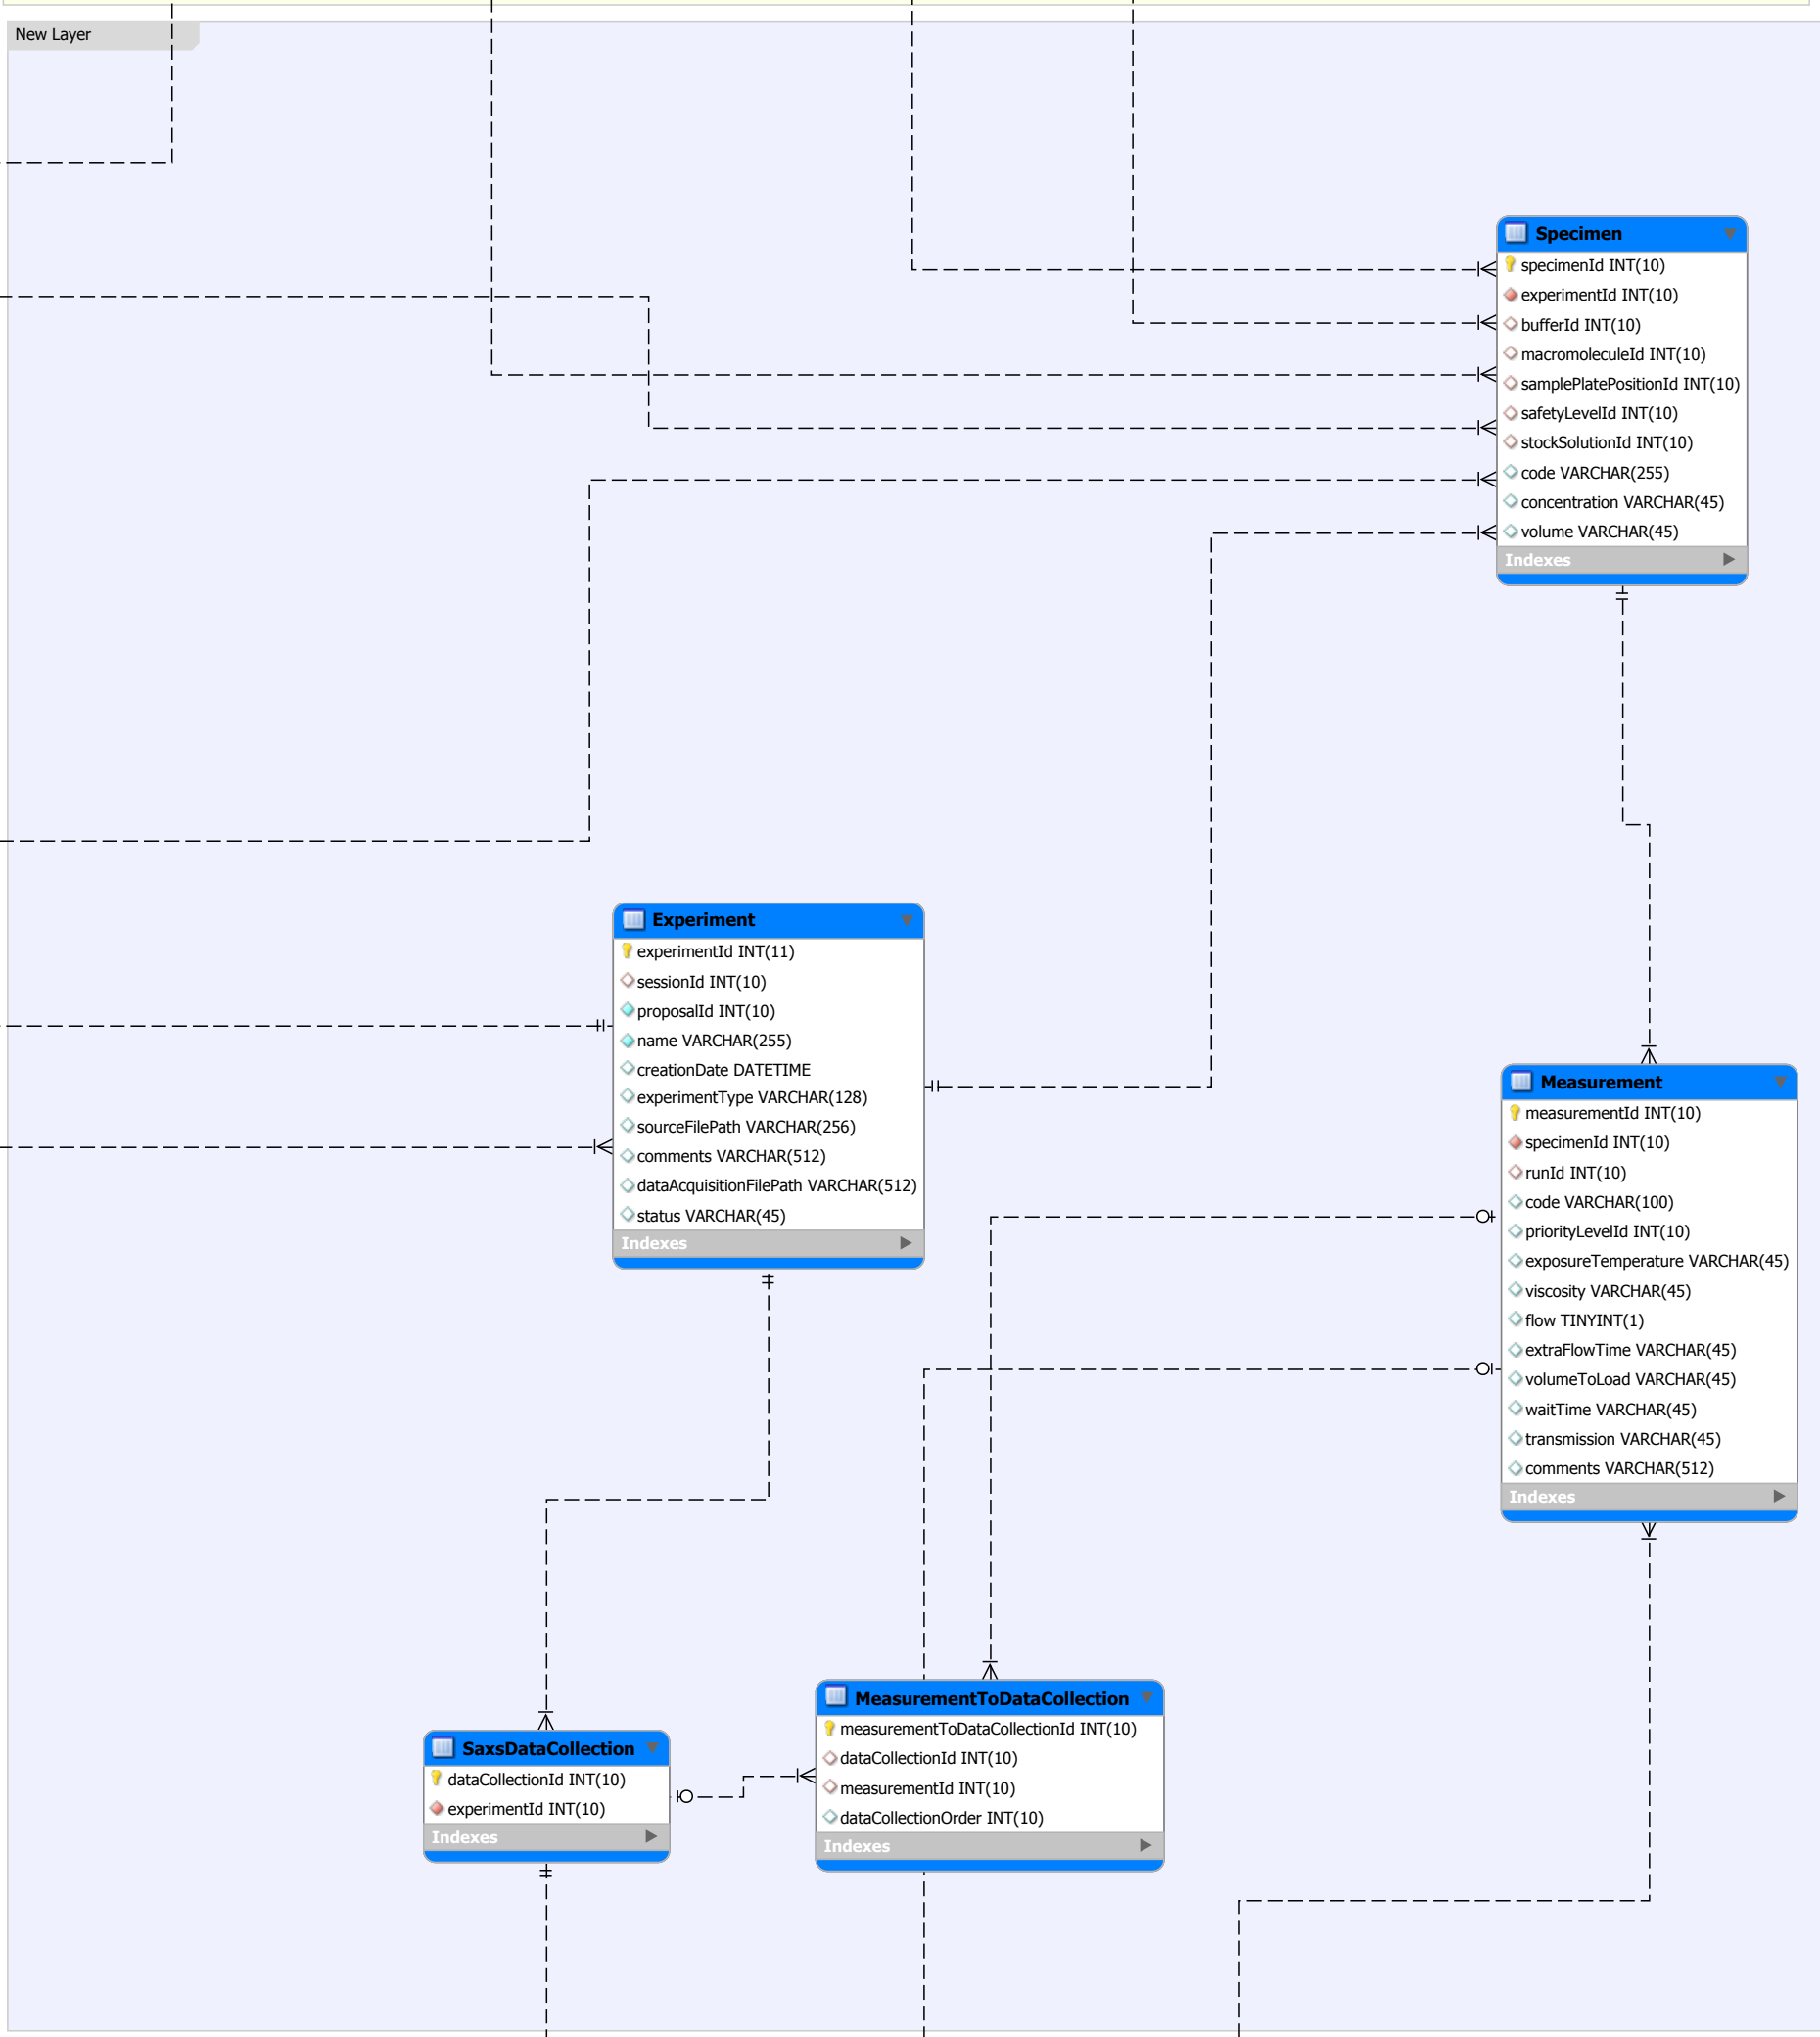 New Layer
Specimen
specimenId INT(10)
experimentId INT(10)
bufferId INT(10)
macromoleculeId INT(10)
samplePlatePositionId INT(10)
safetyLevelId INT(10)
stockSolutionId INT(10)
code VARCHAR(255)
concentration VARCHAR(45)
volume VARCHAR(45)
Indexes
Experiment
experimentId INT(11)
sessionId INT(10)
proposalId INT(10)
name VARCHAR(255)
creationDate DATETIME
experimentType VARCHAR(128)
sourceFilePath VARCHAR(256)
comments VARCHAR(512)
dataAcquisitionFilePath VARCHAR(512)
status VARCHAR(45)
Indexes
Measurement
measurementId INT(10)
specimenId INT(10)
runId INT(10)
code VARCHAR(100)
priorityLevelId INT(10)
exposureTemperature VARCHAR(45)
viscosity VARCHAR(45)
flow TINYINT(1)
extraFlowTime VARCHAR(45)
volumeToLoad VARCHAR(45)
waitTime VARCHAR(45)
transmission VARCHAR(45)
comments VARCHAR(512)
Indexes
SaxsDataCollection
dataCollectionId INT(10)
experimentId INT(10)
Indexes
MeasurementToDataCollection
measurementToDataCollectionId INT(10)
dataCollectionId INT(10)
measurementId INT(10)
dataCollectionOrder INT(10)
Indexes